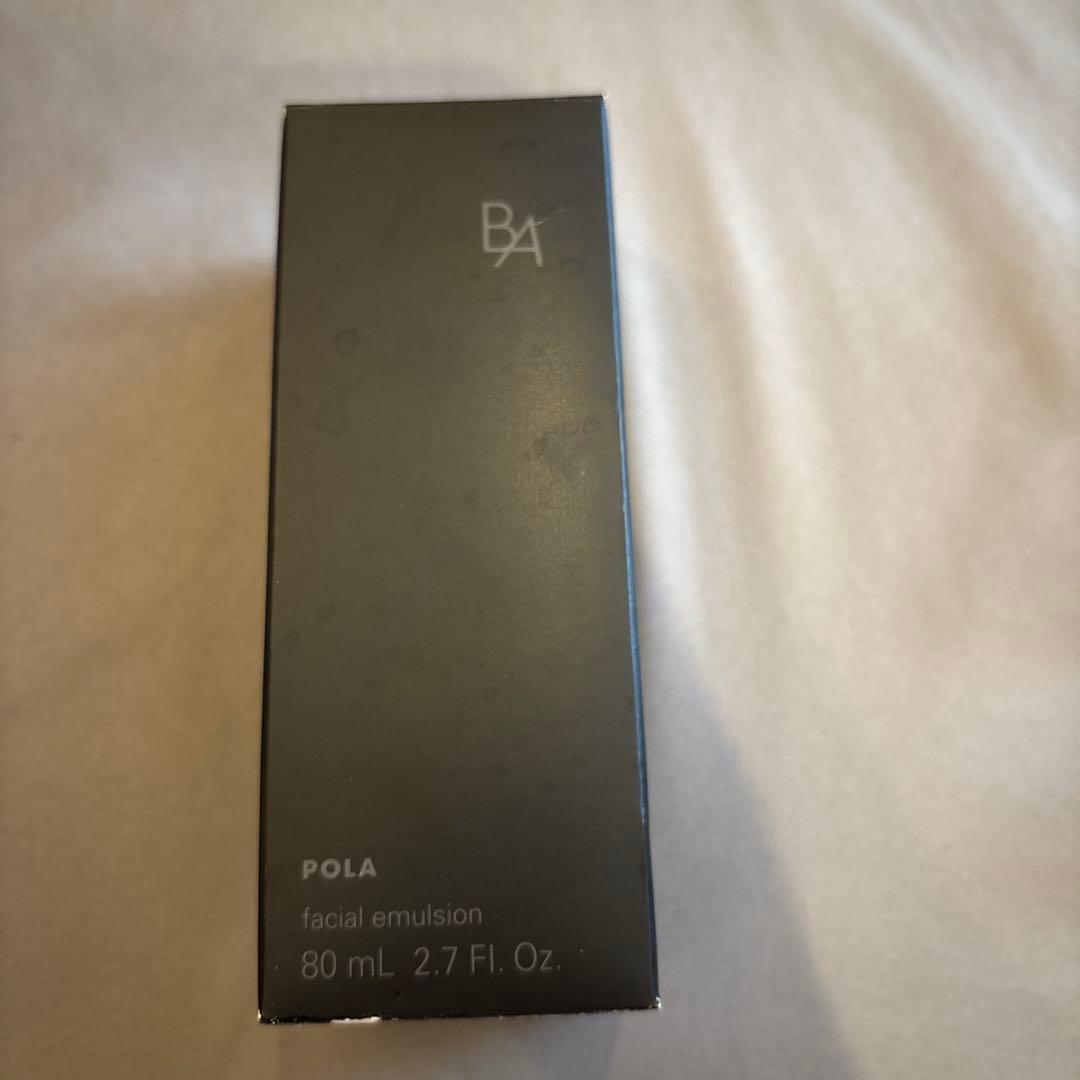 BA
POLA
facial emulsion
80 mL 2.7 Fl. Oz.